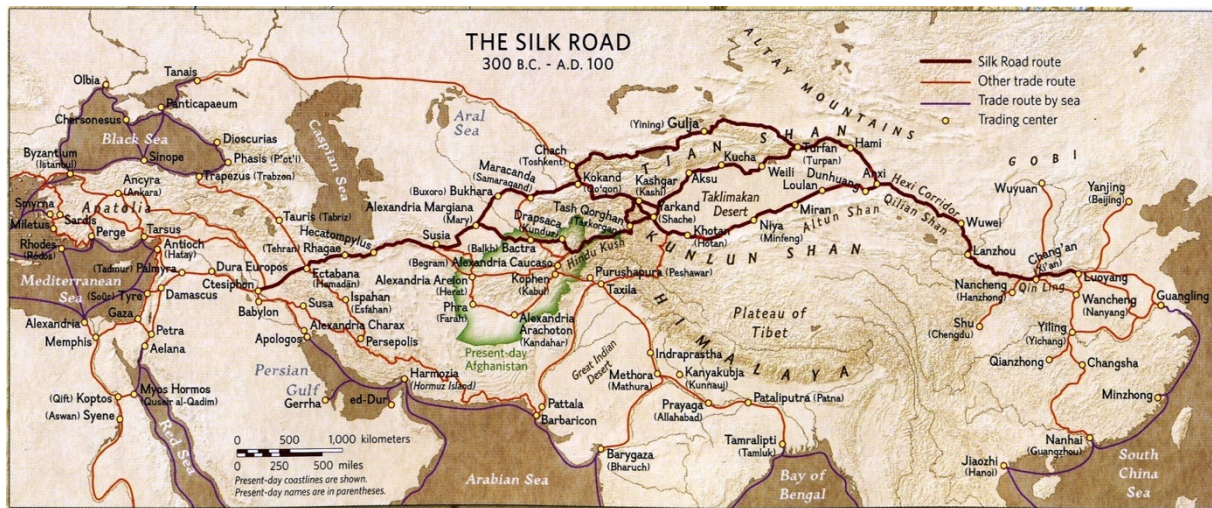 THE SILK ROAD
300 B.C. - A.D. 100
Silk Road route
Other trade route
Trade route by sea
Trading center
ALTAY MOUNTAINS
TIAN SHAN
GOBI
Olbia
Tanais
Panticapaeum
Chersonesus
Black Sea
Dioscurias
Phasis (P'ot'i)
Byzantium
(Istanbul)
Sinope
Trapezus (Trabzon)
Caspian Sea
Aral
Sea
Ancyra
(Ankara)
Anatolia
Smyrna
Sardis
Miletus
Perge
Tarsus
Rhodes
(Ródos)
Antioch
(Hatay)
Tauris (Tabriz)
Hecatompylus
(Tehran) Rhagae
(Tadmur) Palmyra
Dura Europos
Ctesiphon
Ectabana
(Hamadan)
Mediterranean
Sea
(Soûr) Tyre
Damascus
Gaza
Babylon
Susa
Ispahan
(Esfahan)
Alexandria
Memphis
Petra
Aelana
Apologos
Alexandria Charax
Persepolis
Persian
Gulf
Gerrha
ed-Dur
Harmozia
(Hormuz Island)
(Qift) Koptos
(Aswan) Syene
Myos Hormos
(Quseir al-Qadim)
Red Sea
0 500 1,000 kilometers
0 250 500 miles
Present-day coastlines are shown.
Present-day names are in parentheses.
Chach
(Toshkent)
Maracanda
(Samarqand)
(Buxoro) Bukhara
Alexandria Margiana
(Mary)
Susia
Kokand
(Qo'qon)
Drapsaca
(Kunduz)
(Balkh) Bactra
(Begram)
Alexandria Caucaso
Hindu Kush
Alexandria Areion
(Herat)
Kophen
(Kabul)
Phra
(Farah)
Alexandria
Arachoton
(Kandahar)
Present-day
Afghanistan
Tash Qorghan
(Taxkorgan)
Kashgar
(Kashi)
Yarkand
(Shache)
(Yining) Gulja
Turfan
(Turpan)
Hami
Kucha
Aksu
Weili
Loulan
Dunhuang
Anxi
Taklimakan
Desert
Miran
Niya
(Minfeng)
Khotan
(Hotan)
Altun Shan
Qilian Shan
Hexi Corridor
KUNLUN SHAN
Purushapura (Peshawar)
Taxila
HIMALAYA
Plateau of
Tibet
Great Indian
Desert
Indraprastha
Methora
(Mathura)
Kanyakubja
(Kunnauj)
Prayaga
(Allahabad)
Pataliputra (Patna)
Tamralipti
(Tamluk)
Pattala
Barbaricon
Barygaza
(Bharuch)
Arabian Sea
Bay of
Bengal
Wuyuan
Yanjing
(Beijing)
Wuwei
Lanzhou
Chang'an
(Xi'an)
Luoyang
Qin Ling
Nancheng
(Hanzhong)
Wancheng
(Nanyang)
Guangling
Shu
(Chengdu)
Yiling
(Yichang)
Qianzhong
Changsha
Minzhong
Nanhai
(Guangzhou)
Jiaozhi
(Hanoi)
South
China
Sea